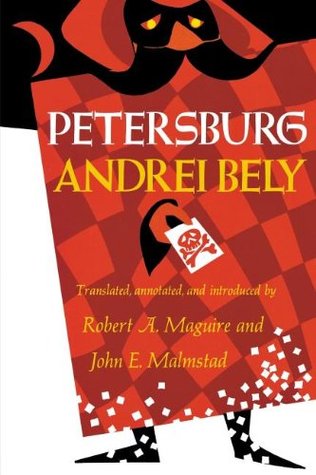 PETERSBURG
ANDREI BELY
Translated, annotated, and introduced by
Robert A. Maguire and
John E. Malmstad